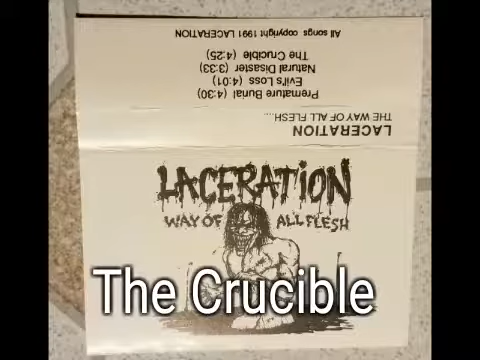 All songs copyright 1991 LACERATION
The Crucible (4:25)
Natural Disaster (3:33)
Evil's Loss (4:01)
Premature Burial (4:30)
THE WAY OF ALL FLESH...
LACERATION
LACERATION
WAY OF ALL FLESH
The Crucible